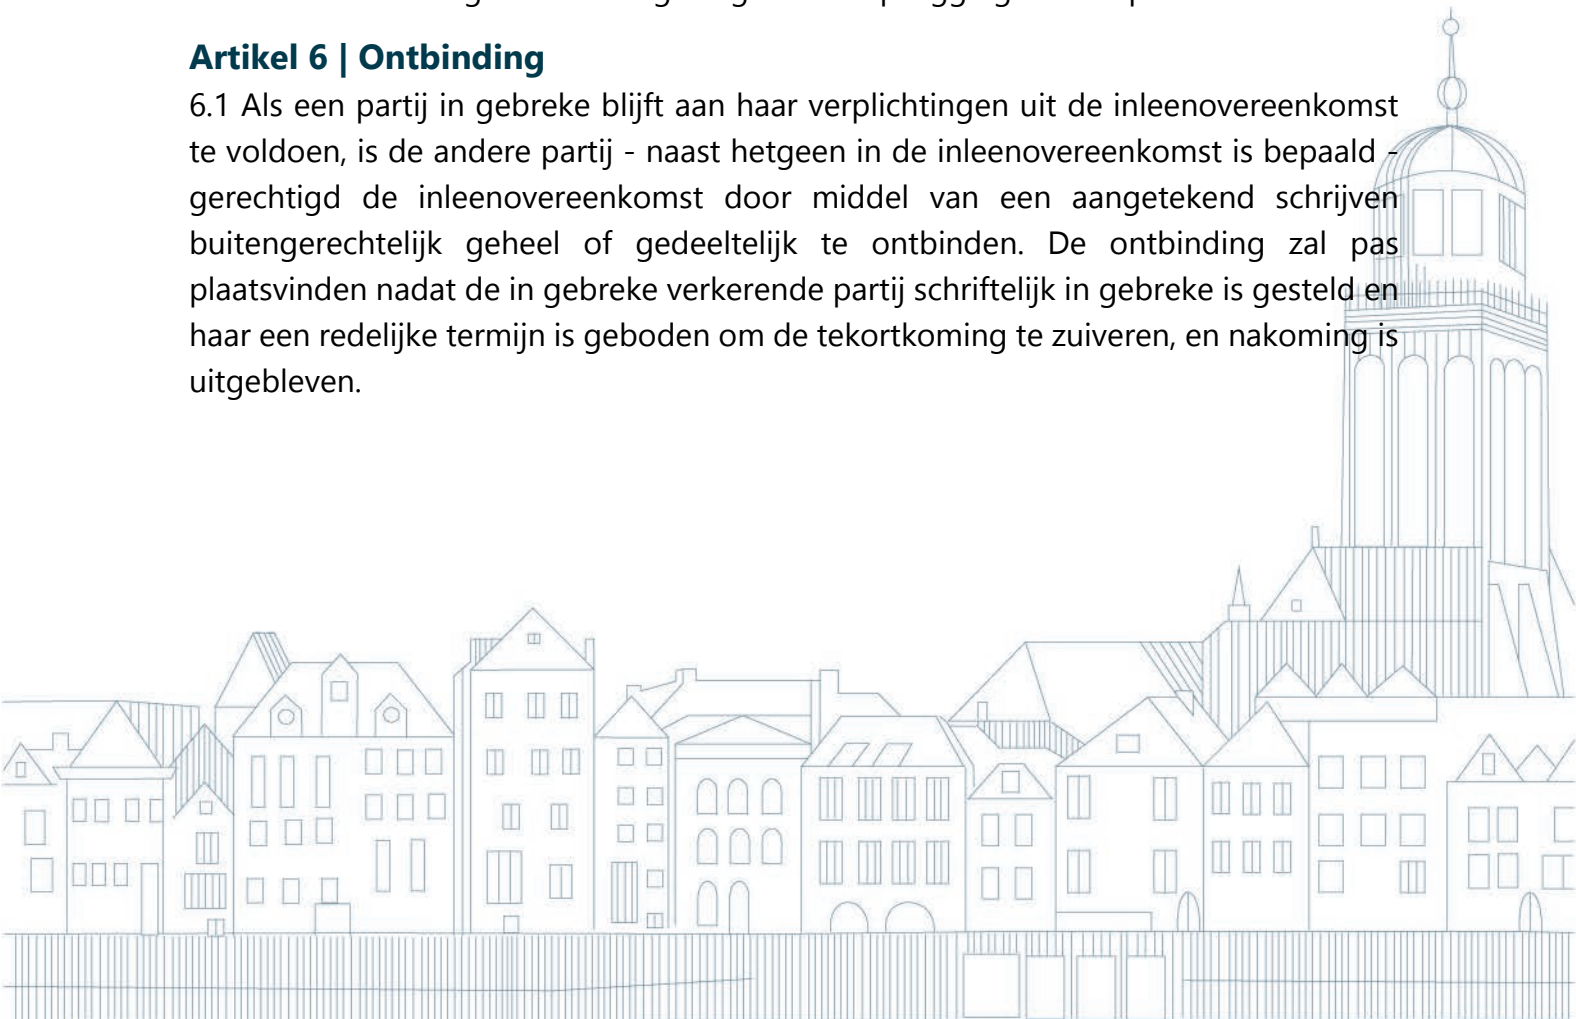 Artikel 6 | Ontbinding
6.1 Als een partij in gebreke blijft aan haar verplichtingen uit de inleenovereenkomst
te voldoen, is de andere partij - naast hetgeen in de inleenovereenkomst is bepaald -
gerechtigd de inleenovereenkomst door middel van een aangetekend schrijven
buitengerechtelijk geheel of gedeeltelijk te ontbinden. De ontbinding zal pas
plaatsvinden nadat de in gebreke verkerende partij schriftelijk in gebreke is gesteld en
haar een redelijke termijn is geboden om de tekortkoming te zuiveren, en nakoming is
uitgebleven.